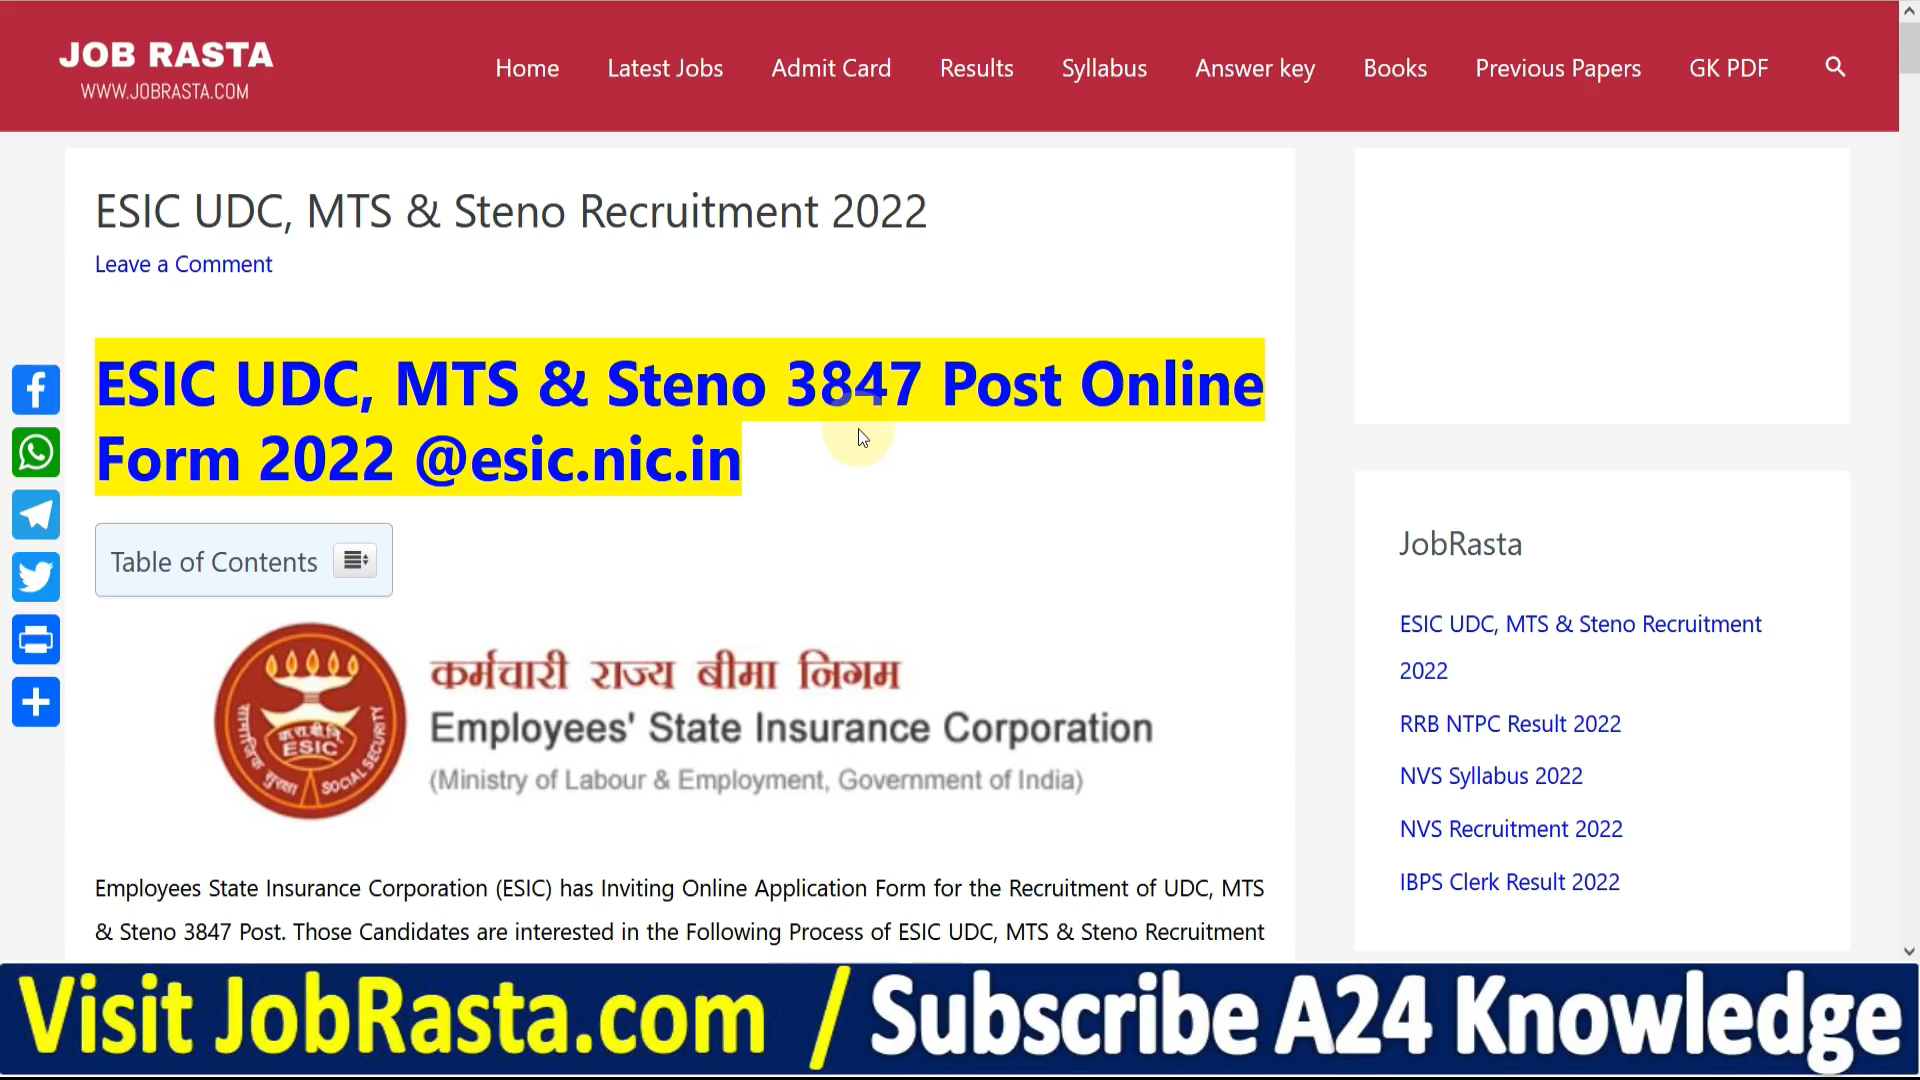 JOB RASTA
WWW.JOBRASTA.COM
Home
Latest Jobs
Admit Card
Results
Syllabus
Answer key
Books
Previous Papers
GK PDF
ESIC UDC, MTS & Steno Recruitment 2022
Leave a Comment
ESIC UDC, MTS & Steno 3847 Post Online
Form 2022 @esic.nic.in
Table of Contents
कर्मचारी राज्य बीमा निगम
Employees' State Insurance Corporation
(Ministry of Labour & Employment, Government of India)
क.रा.बी.नि.
ESIC
सामाजिक सुरक्षा
SOCIAL SECURITY
Employees State Insurance Corporation (ESIC) has Inviting Online Application Form for the Recruitment of UDC, MTS
& Steno 3847 Post. Those Candidates are interested in the Following Process of ESIC UDC, MTS & Steno Recruitment
JobRasta
ESIC UDC, MTS & Steno Recruitment
2022
RRB NTPC Result 2022
NVS Syllabus 2022
NVS Recruitment 2022
IBPS Clerk Result 2022
Visit JobRasta.com / Subscribe A24 Knowledge